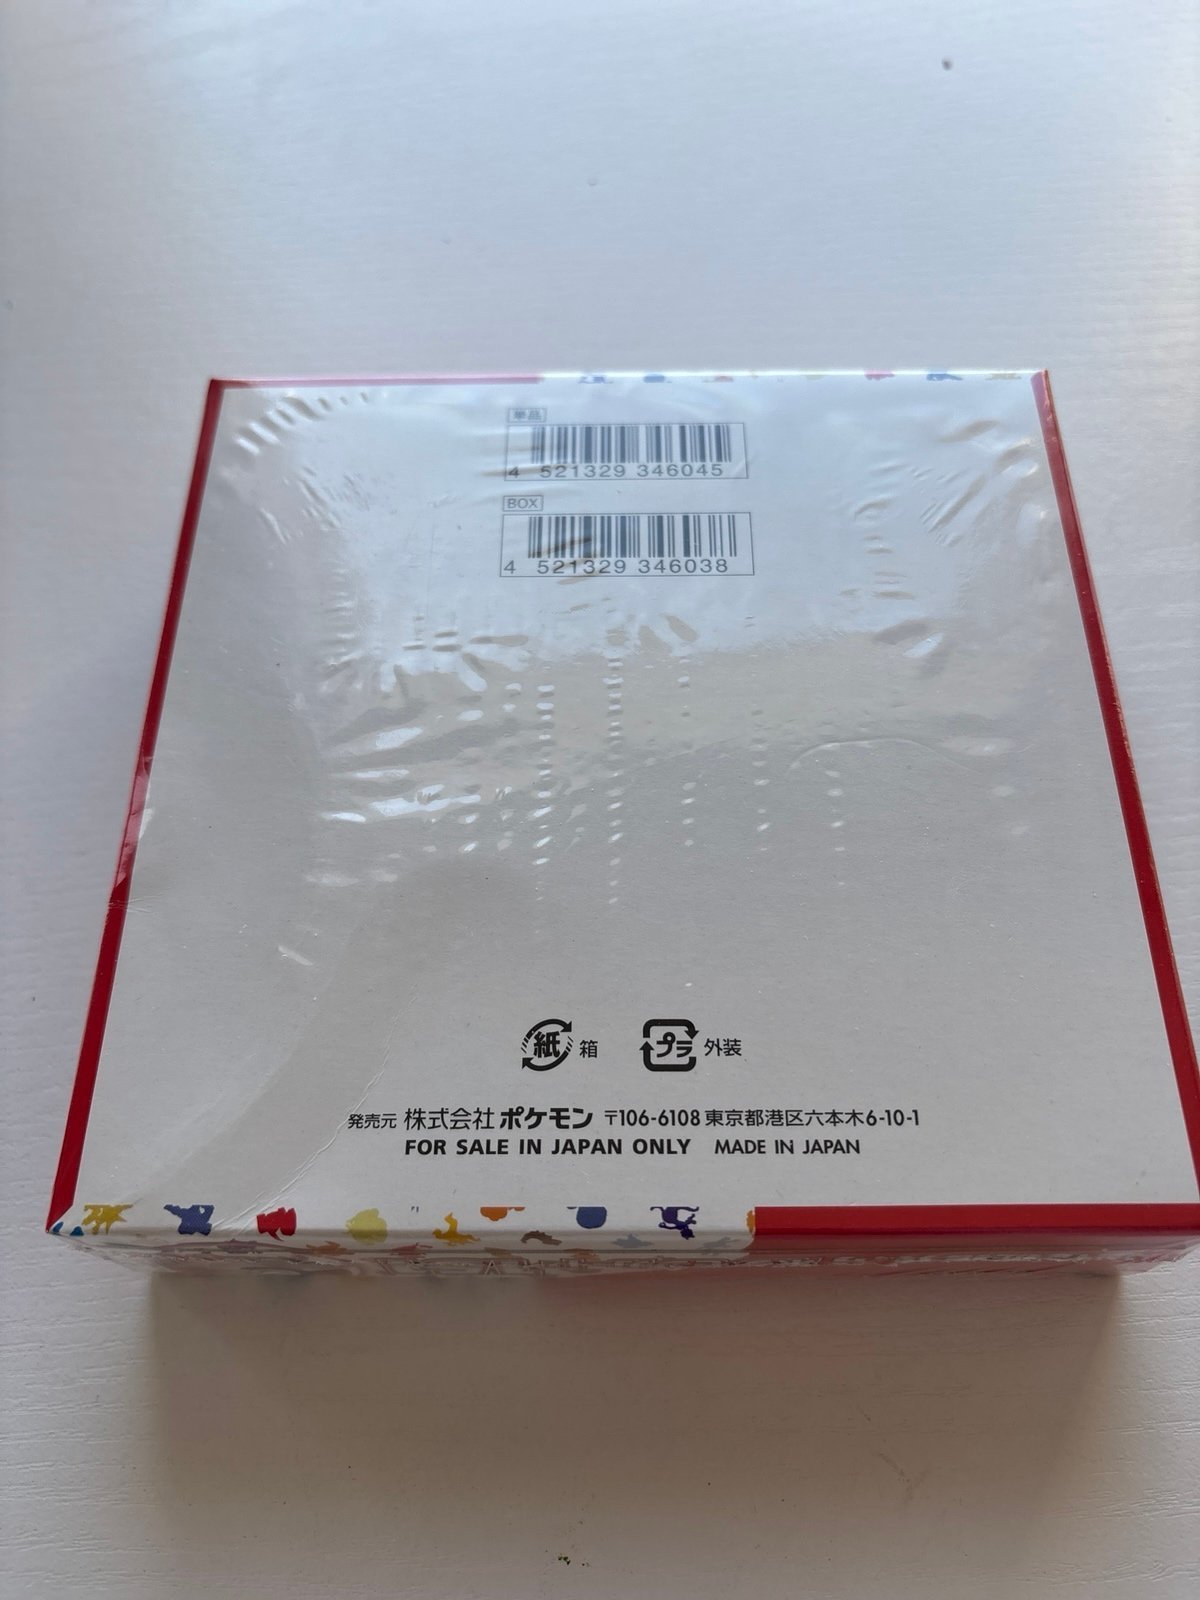 単品
4 521329 346045
BOX
4 521329 346038
紙 箱 プラ 外装
発売元 株式会社 ポケモン 〒106-6108 東京都港区六本木6-10-1
FOR SALE IN JAPAN ONLY MADE IN JAPAN